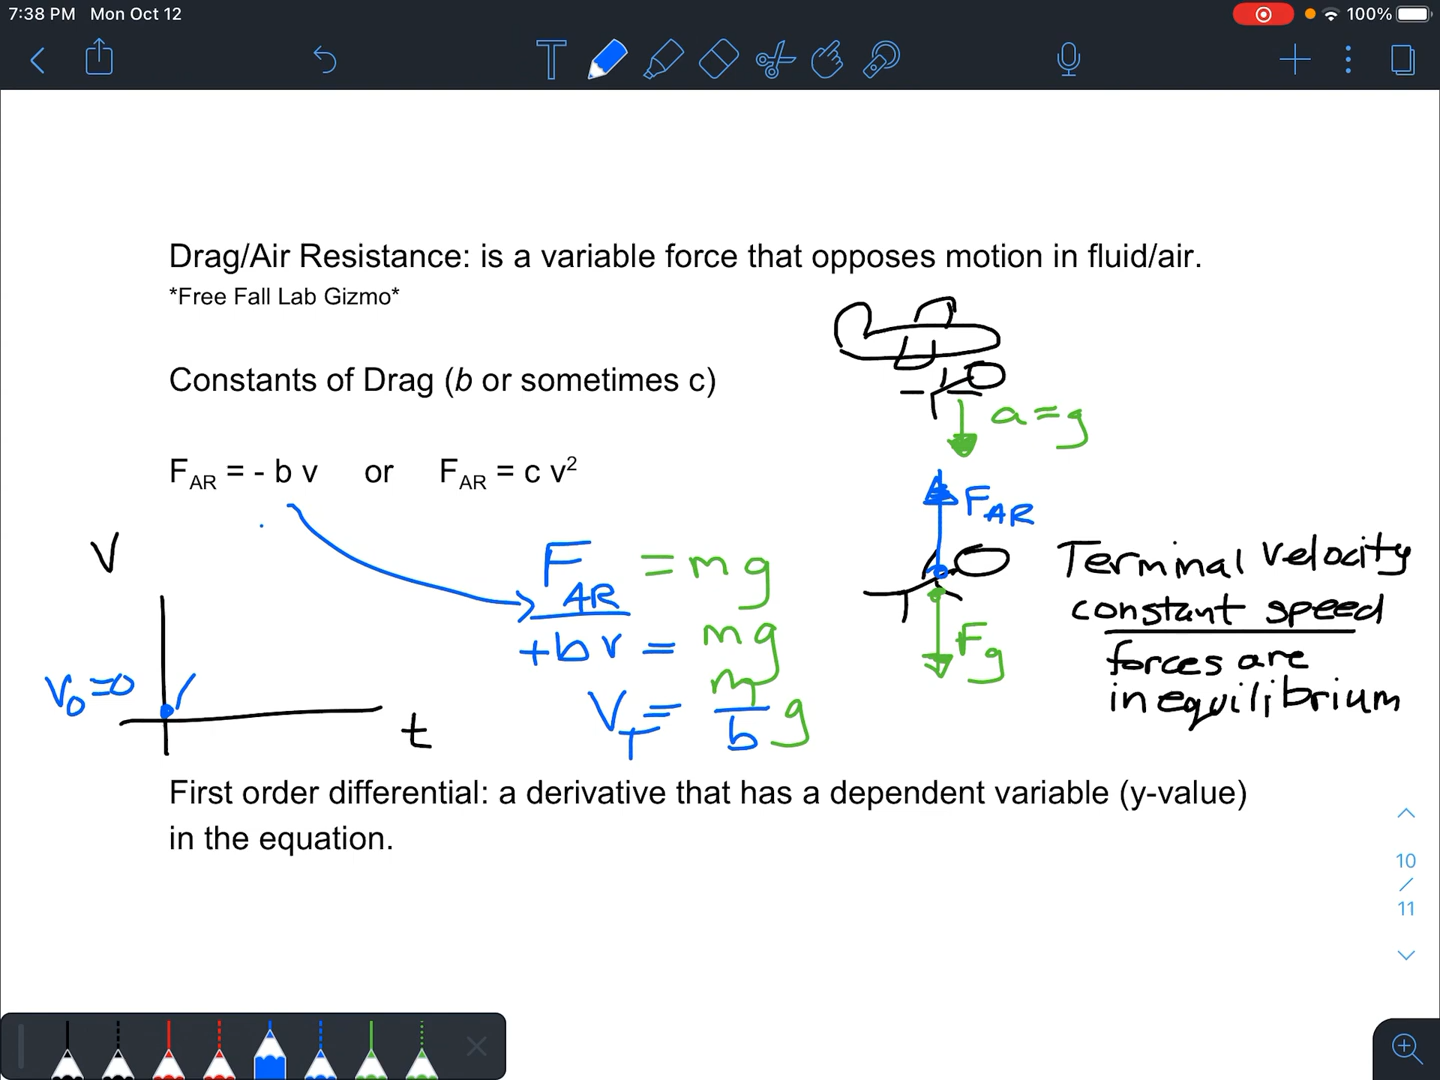 7:38 PM Mon Oct 12
100%
Drag/Air Resistance: is a variable force that opposes motion in fluid/air.
*Free Fall Lab Gizmo*
Constants of Drag (b or sometimes c)
a = g
F_AR = - b v or F_AR = c v²
F_AR
V
F_AR = mg
Terminal velocity
constant speed
+bv = mg
F_g
forces are
in equilibrium
v₀=0
V_T = m/b g
t
First order differential: a derivative that has a dependent variable (y-value)
in the equation.
10
/
11